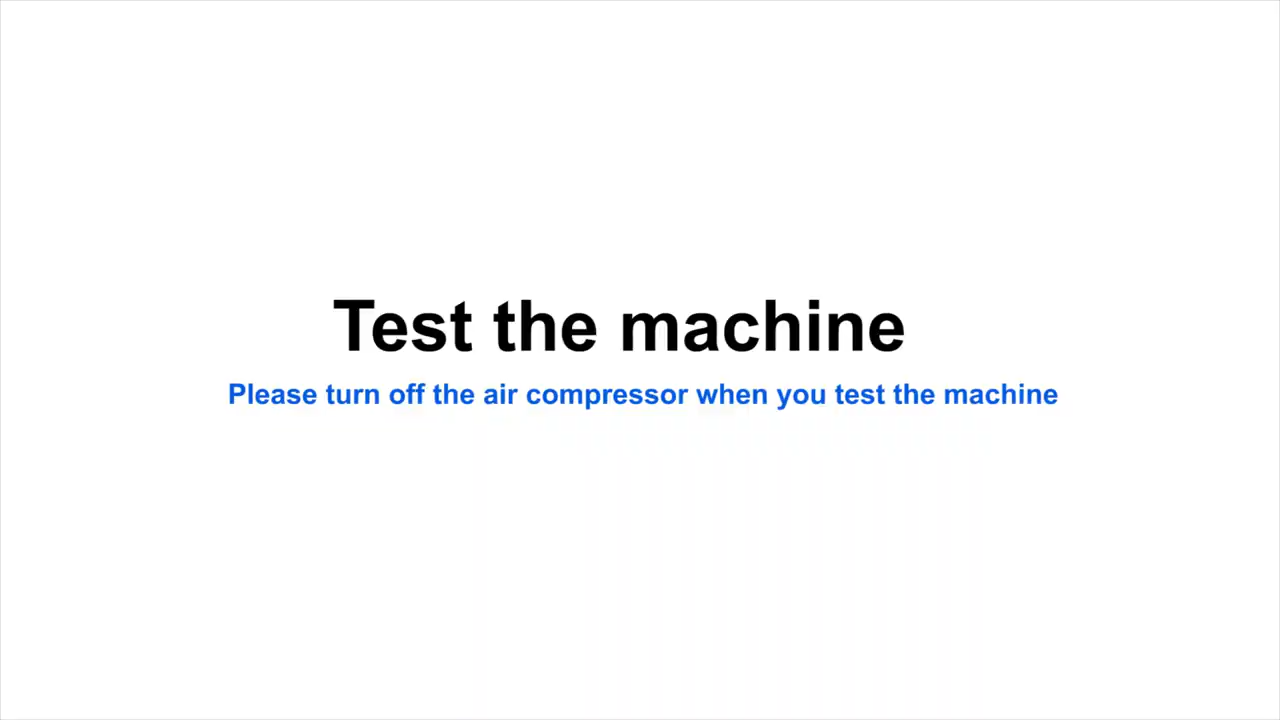 Test the machine
Please turn off the air compressor when you test the machine